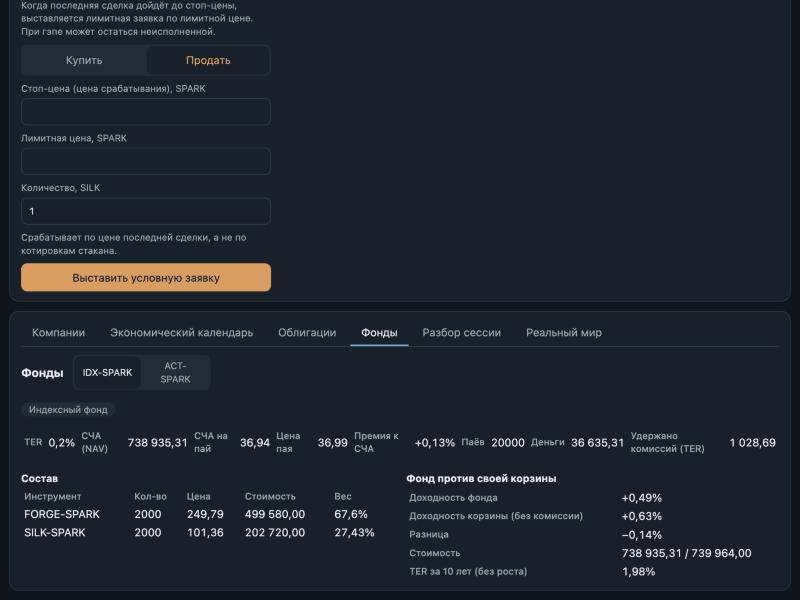 Когда последняя сделка дойдёт до стоп-цены,
выставляется лимитная заявка по лимитной цене.
При гэпе может остаться неисполненной.
Купить Продать
Стоп-цена (цена срабатывания), SPARK
Лимитная цена, SPARK
Количество, SILK
1
Срабатывает по цене последней сделки, а не по
котировкам стакана.
Выставить условную заявку
Компании Экономический календарь Облигации Фонды Разбор сессии Реальный мир
Фонды IDX-SPARK ACT-SPARK
Индексный фонд
TER 0,2% СЧА (NAV) 738 935,31 СЧА на пай 36,94 Цена пая 36,99 Премия к СЧА +0,13% Паёв 20000 Деньги 36 635,31 Удержано комиссий (TER) 1 028,69
Состав
Инструмент Кол-во Цена Стоимость Вес
FORGE-SPARK 2000 249,79 499 580,00 67,6%
SILK-SPARK 2000 101,36 202 720,00 27,43%
Фонд против своей корзины
Доходность фонда +0,49%
Доходность корзины (без комиссии) +0,63%
Разница −0,14%
Стоимость 738 935,31 / 739 964,00
TER за 10 лет (без роста) 1,98%